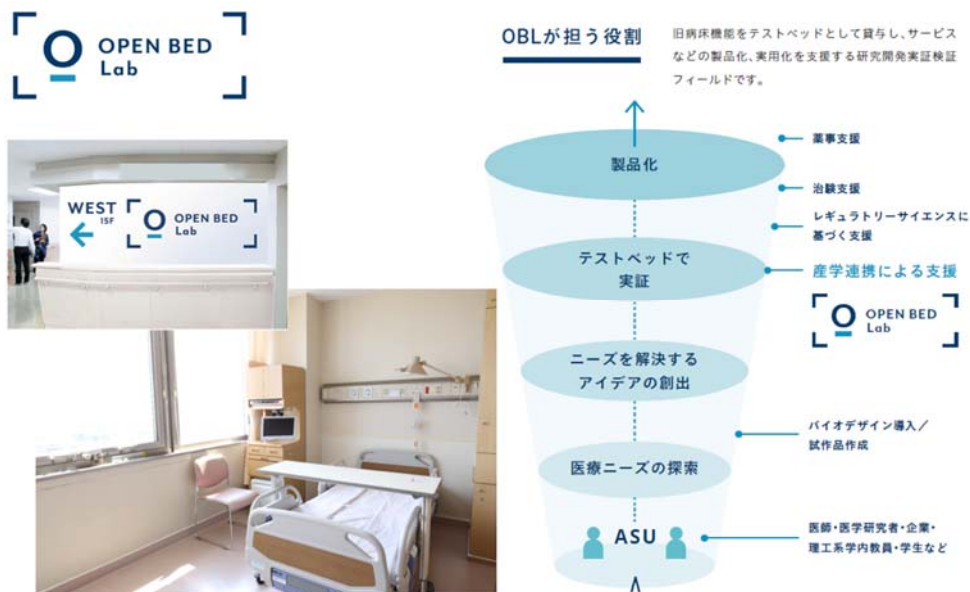 OPEN BED
Lab
WEST
15F
OPEN BED
Lab
OBLが担う役割
旧病床機能をテストベッドとして貸与し、サービス
などの製品化、実用化を支援する研究開発実証検証
フィールドです。
製品化
薬事支援
治験支援
レギュラトリーサイエンスに
基づく支援
テストベッドで
実証
産学連携による支援
OPEN BED
Lab
ニーズを解決する
アイデアの創出
バイオデザイン導入／
試作品作成
医療ニーズの探索
ASU
医師・医学研究者・企業・
理工系学内教員・学生など